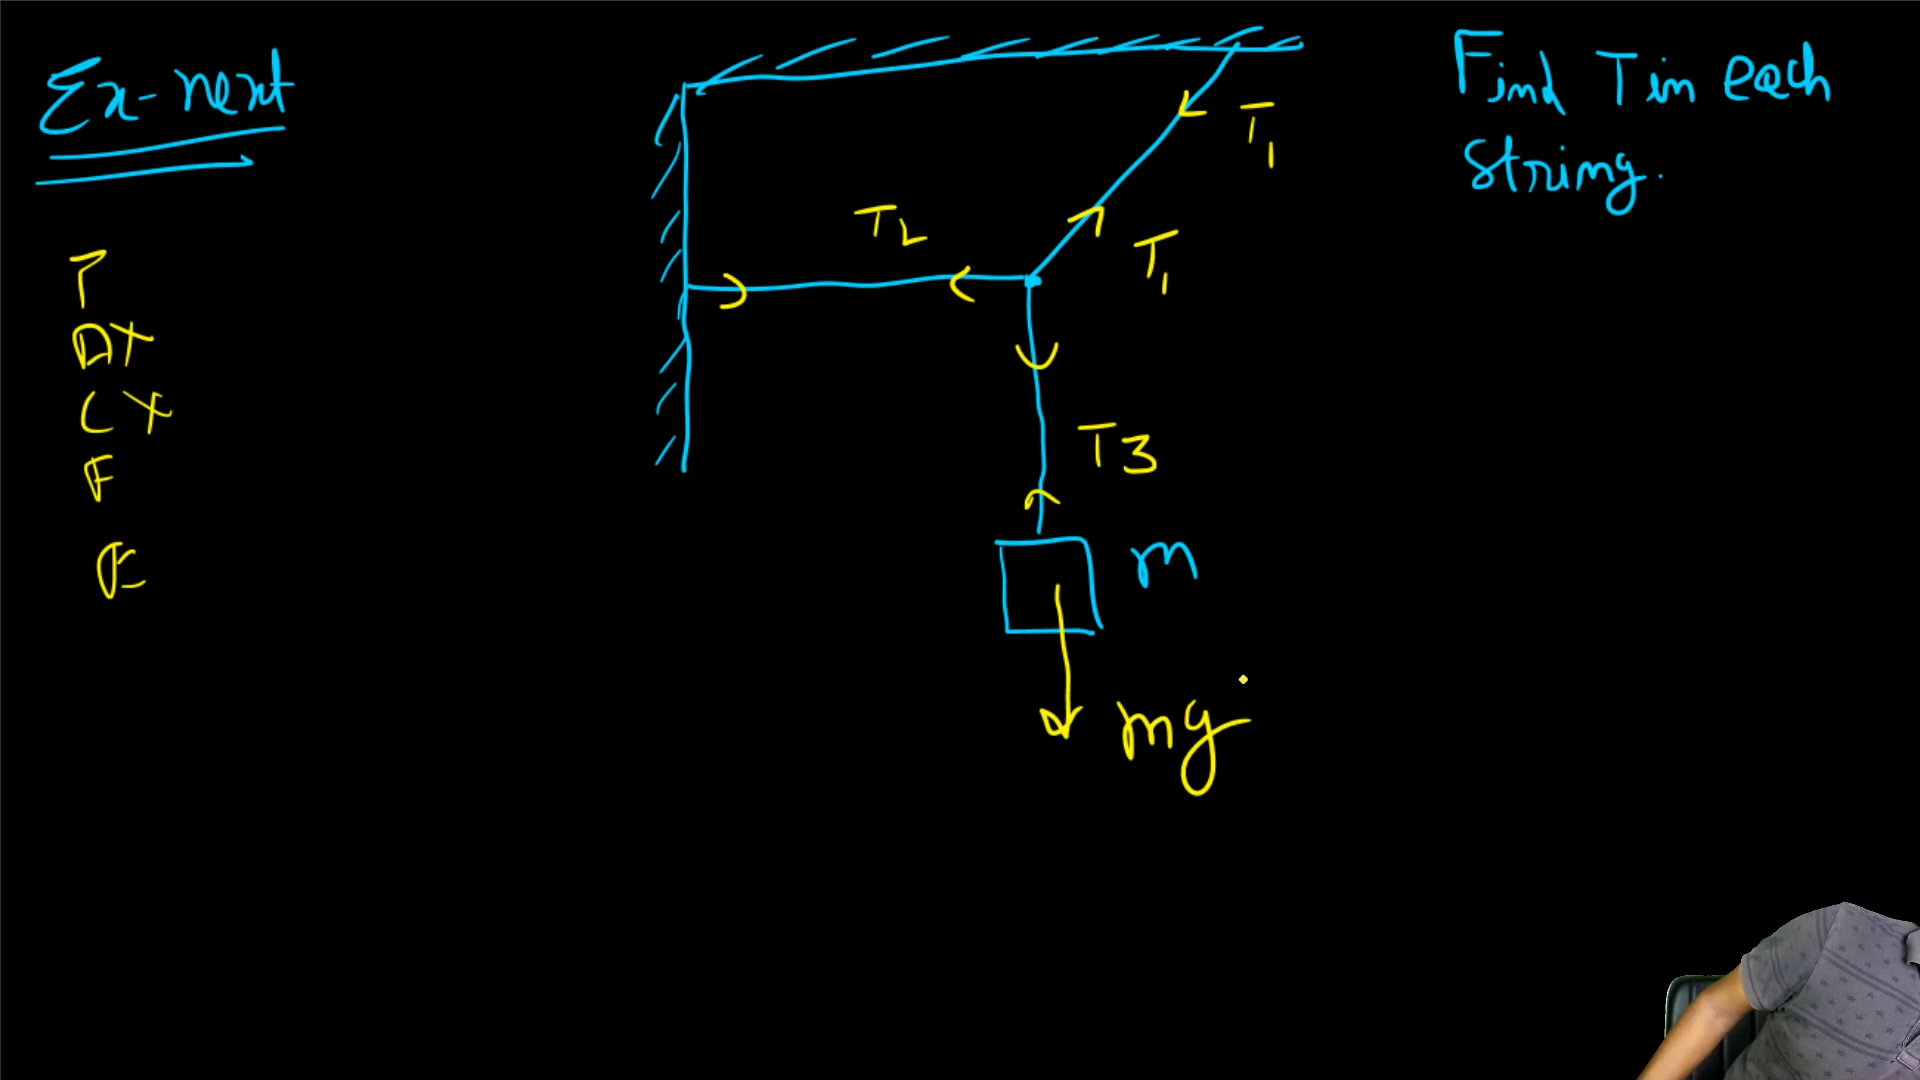 Ex-next
Find T in each
string.
T1
T2
T1
T3
m
mg
T
D X
C X
F
E